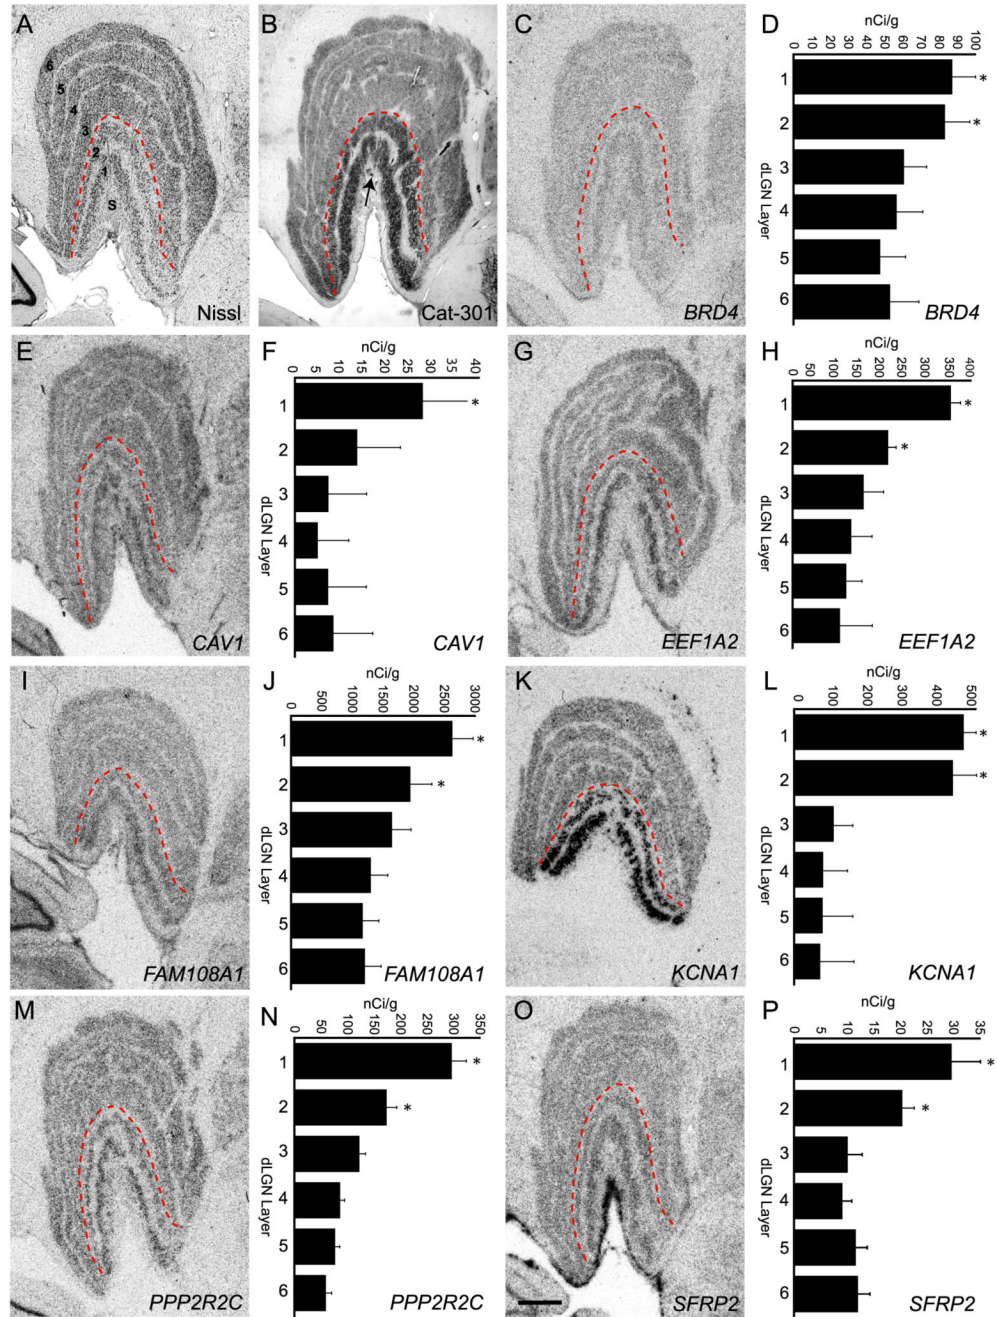 A
6
5
4
3
2
1
S
Nissl
B
Cat-301
C
BRD4
D
nCi/g
0
10
20
30
40
50
60
70
80
90
100
1
*
2
*
3
4
5
6
dLGN Layer
BRD4
E
CAV1
F
nCi/g
0
5
10
15
20
25
30
35
40
1
*
2
3
4
5
6
dLGN Layer
CAV1
G
EEF1A2
H
nCi/g
0
50
100
150
200
250
300
350
400
1
*
2
*
3
4
5
6
dLGN Layer
EEF1A2
I
FAM108A1
J
nCi/g
0
500
1000
1500
2000
2500
3000
1
*
2
*
3
4
5
6
dLGN Layer
FAM108A1
K
KCNA1
L
nCi/g
0
100
200
300
400
500
1
*
2
*
3
4
5
6
dLGN Layer
KCNA1
M
PPP2R2C
N
nCi/g
0
50
100
150
200
250
300
350
1
*
2
*
3
4
5
6
dLGN Layer
PPP2R2C
O
SFRP2
P
nCi/g
0
5
10
15
20
25
30
35
1
*
2
*
3
4
5
6
dLGN Layer
SFRP2